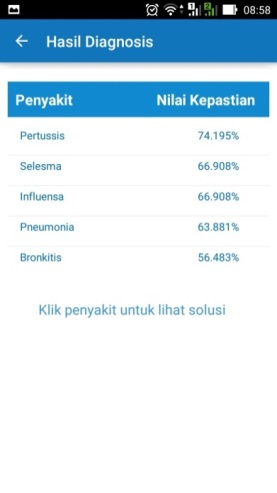 08:58
Hasil Diagnosis
Penyakit Nilai Kepastian
Pertussis 74.195%
Selesma 66.908%
Influensa 66.908%
Pneumonia 63.881%
Bronkitis 56.483%
Klik penyakit untuk lihat solusi